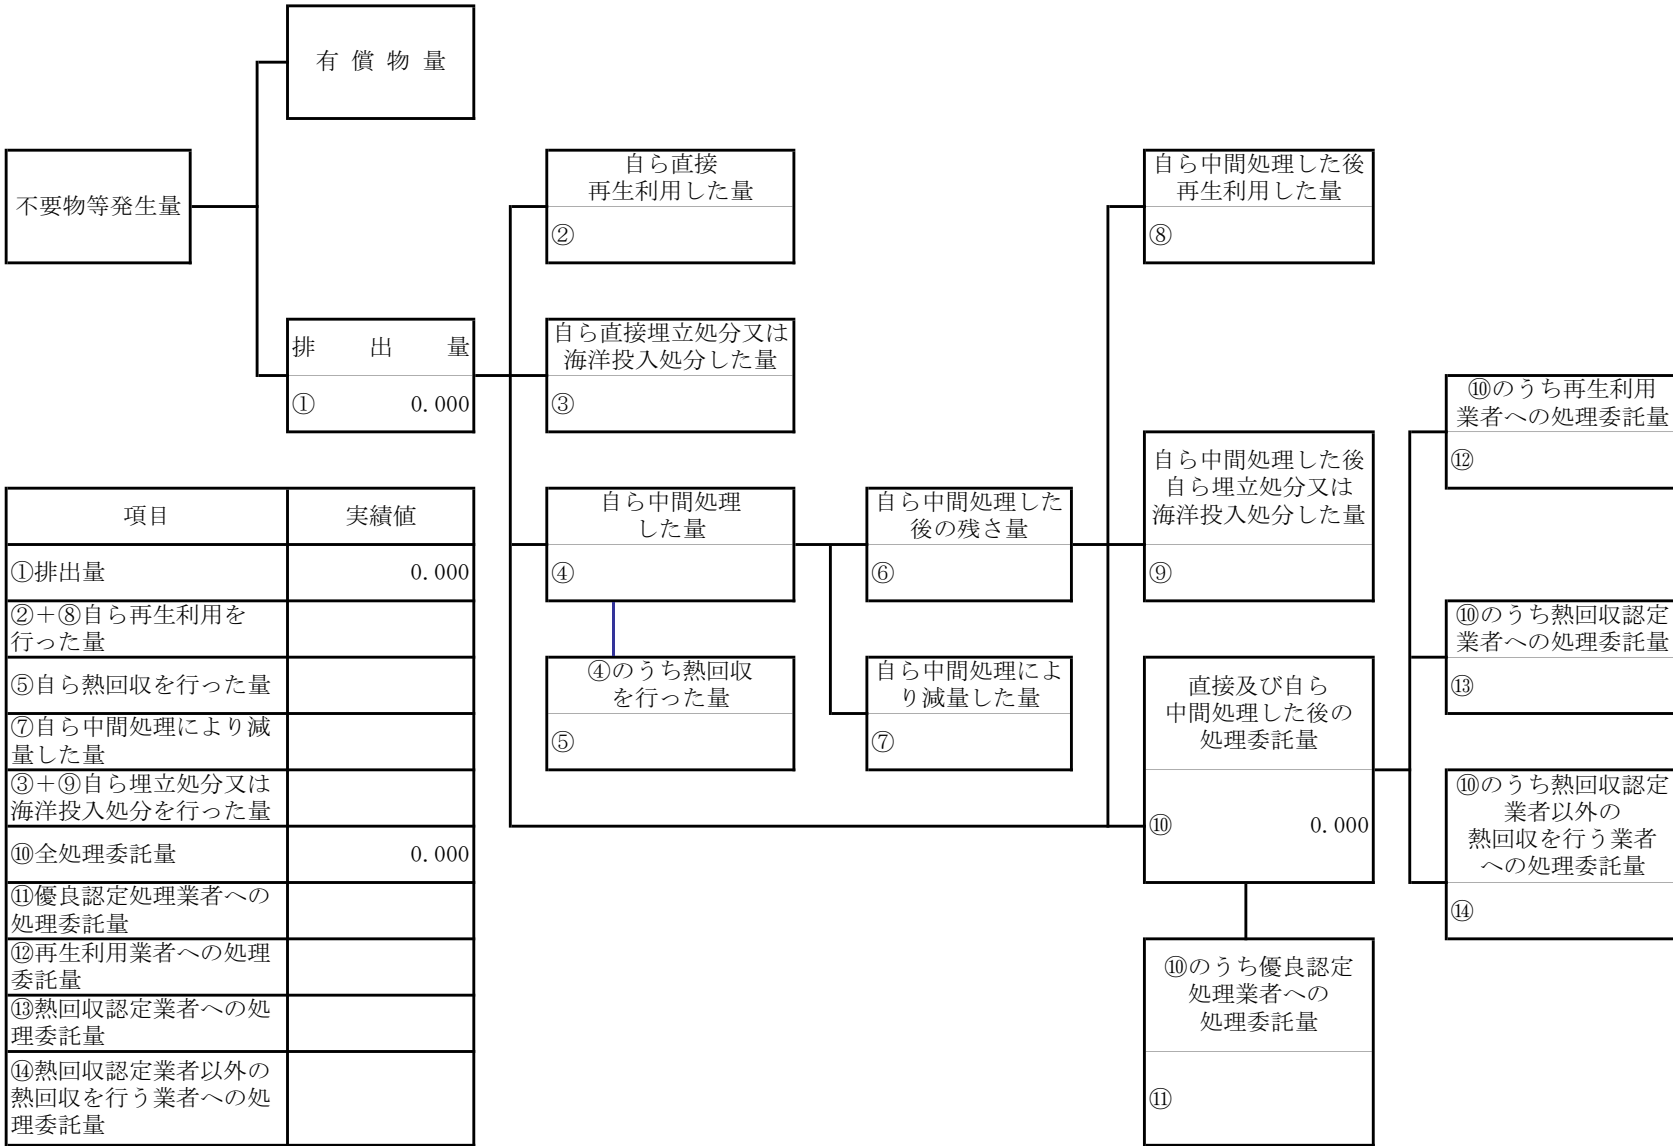 有 償 物 量
不要物等発生量
自ら直接
再生利用した量
②
自ら中間処理した後
再生利用した量
⑧
排 出 量
① 0.000
自ら直接埋立処分又は
海洋投入処分した量
③
⑩のうち再生利用
業者への処理委託量
⑫
自ら中間処理した後
自ら埋立処分又は
海洋投入処分した量
⑨
自ら中間処理
した量
④
自ら中間処理した
後の残さ量
⑥
④のうち熱回収
を行った量
⑤
自ら中間処理によ
り減量した量
⑦
直接及び自ら
中間処理した後の
処理委託量
⑩ 0.000
⑩のうち熱回収認定
業者への処理委託量
⑬
⑩のうち熱回収認定
業者以外の
熱回収を行う業者
への処理委託量
⑭
⑩のうち優良認定
処理業者への
処理委託量
⑪
項目 実績値
①排出量 0.000
②＋⑧自ら再生利用を
行った量
⑤自ら熱回収を行った量
⑦自ら中間処理により減
量した量
③＋⑨自ら埋立処分又は
海洋投入処分を行った量
⑩全処理委託量 0.000
⑪優良認定処理業者への
処理委託量
⑫再生利用業者への処理
委託量
⑬熱回収認定業者への処
理委託量
⑭熱回収認定業者以外の
熱回収を行う業者への処
理委託量